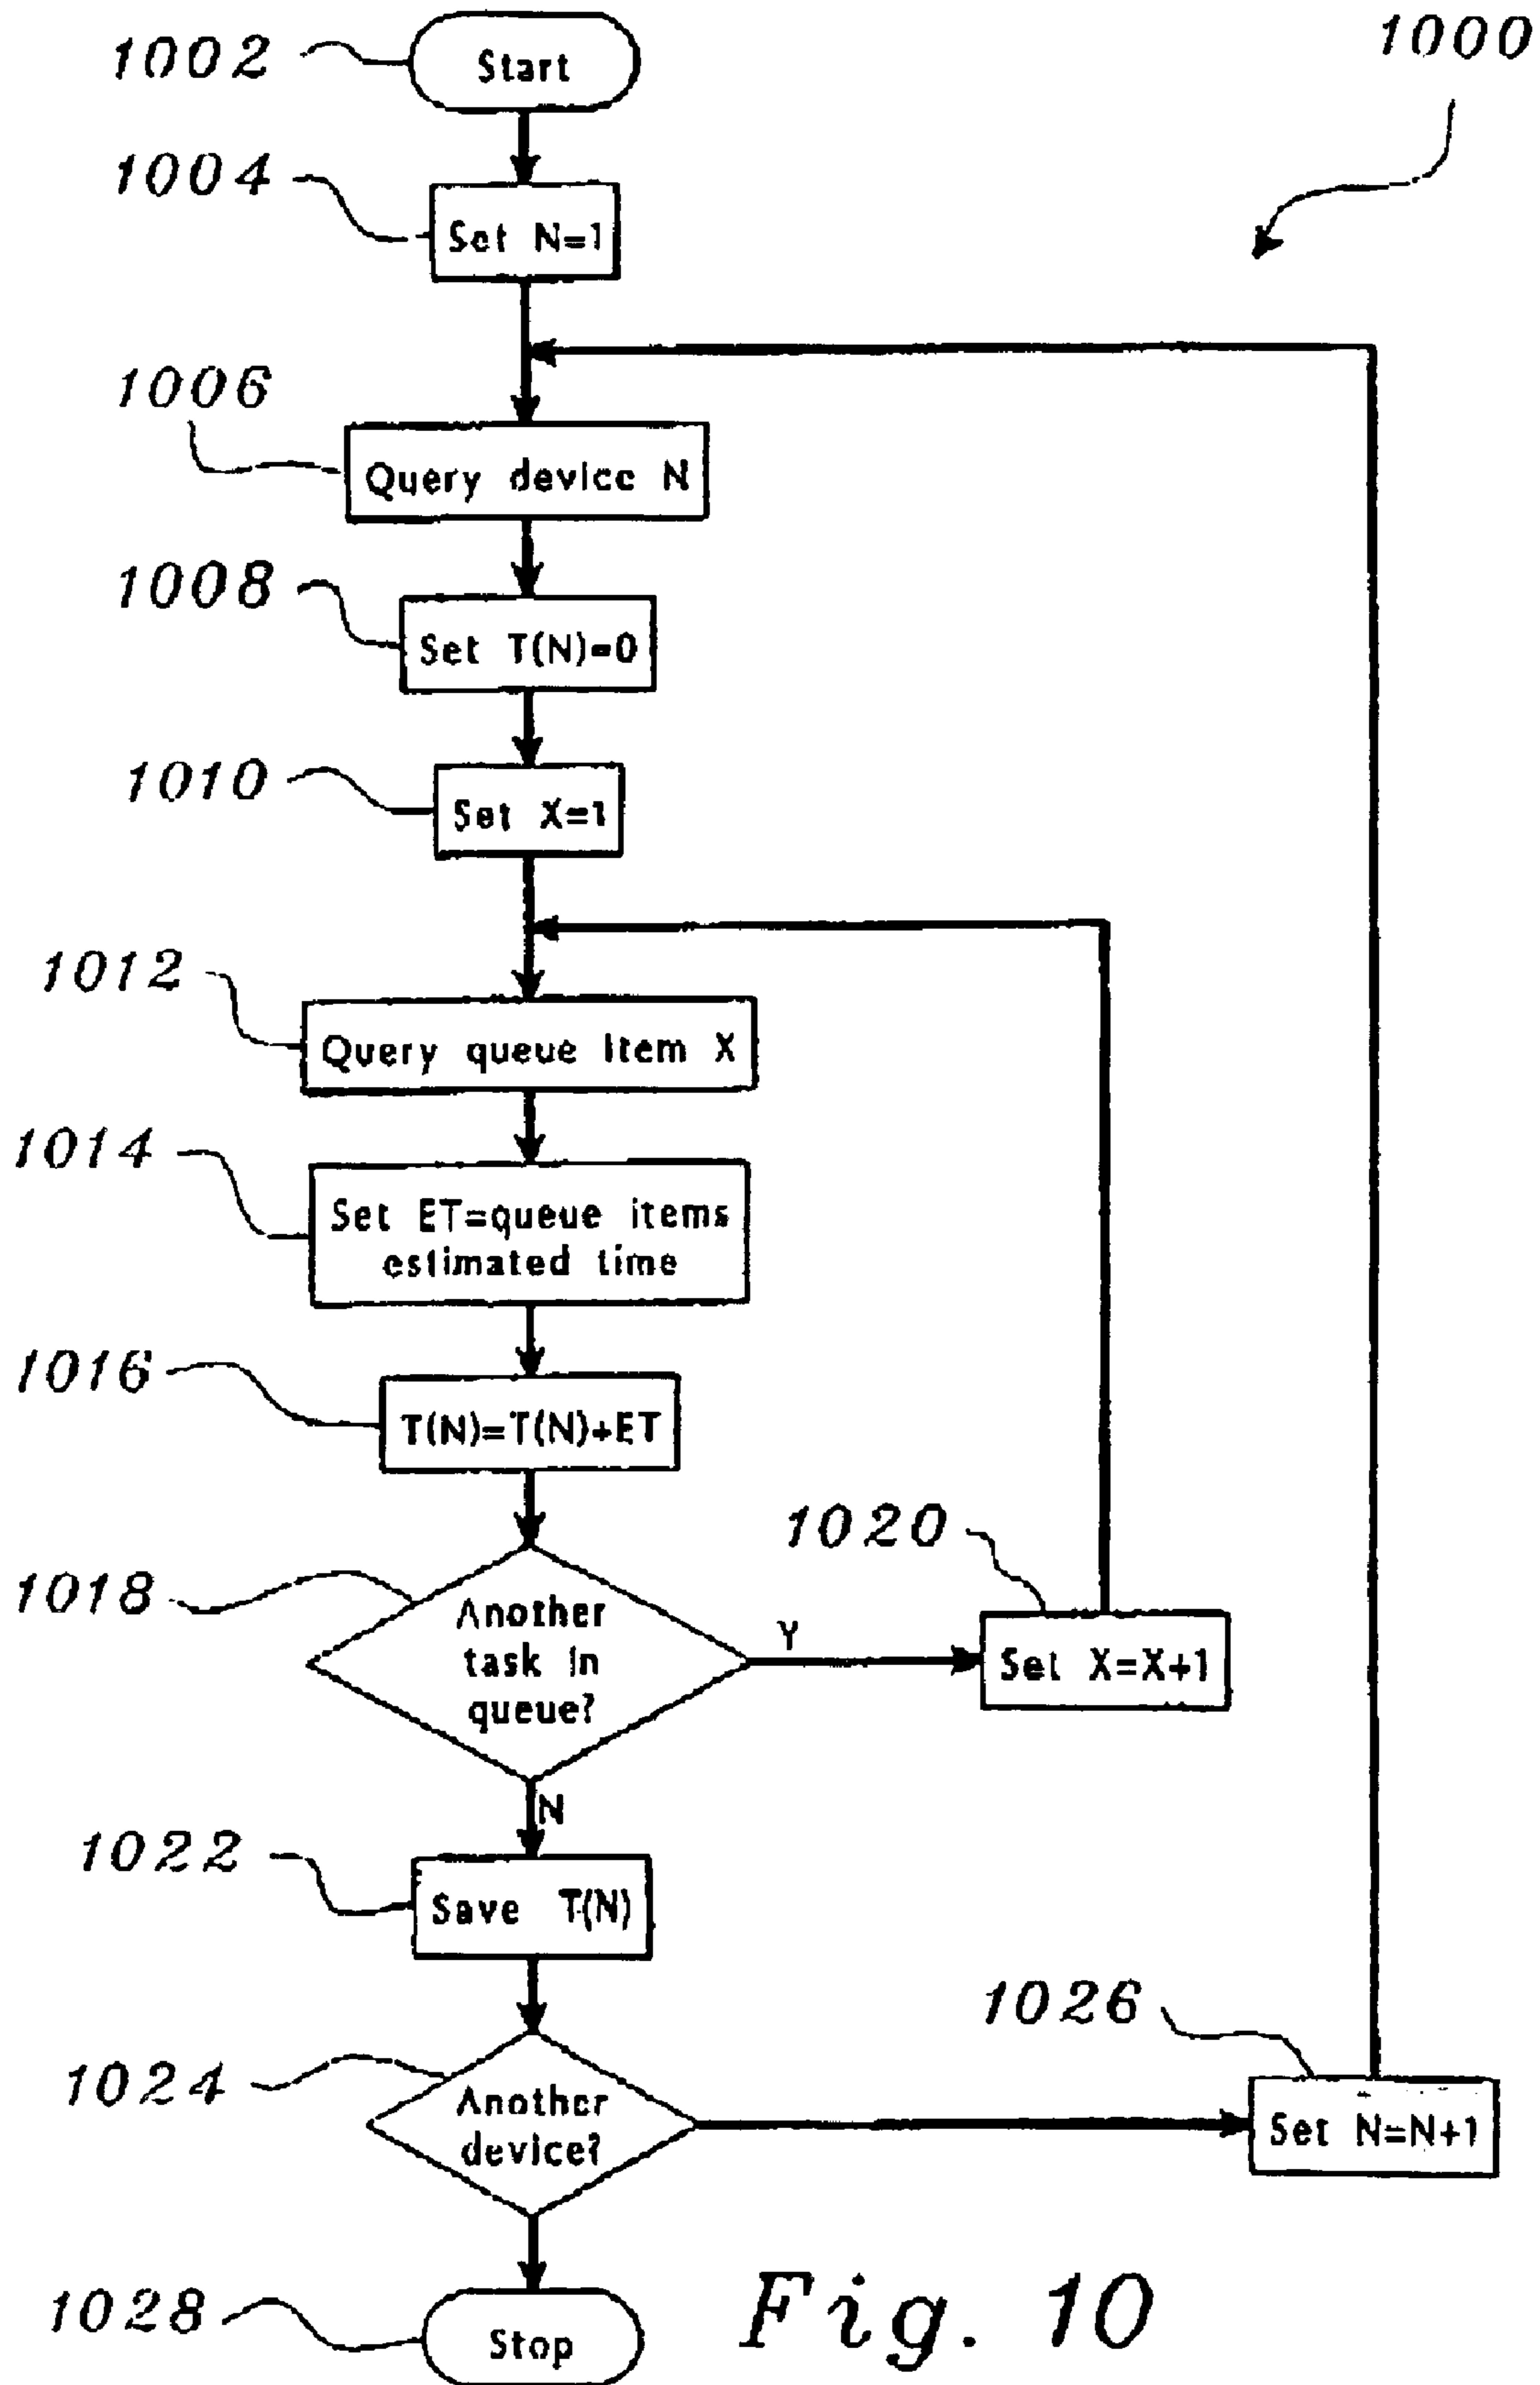 1000
1002
Start
1004
Set N=1
1006
Query device N
1008
Set T(N)=0
1010
Set X=1
1012
Query queue item X
1014
Set ET=queue items
estimated time
1016
T(N)=T(N)+ET
1018
Another
task in
queue?
Y
1020
Set X=X+1
N
1022
Save T(N)
1024
Another
device?
1026
Set N=N+1
1028
Stop
Fig. 10